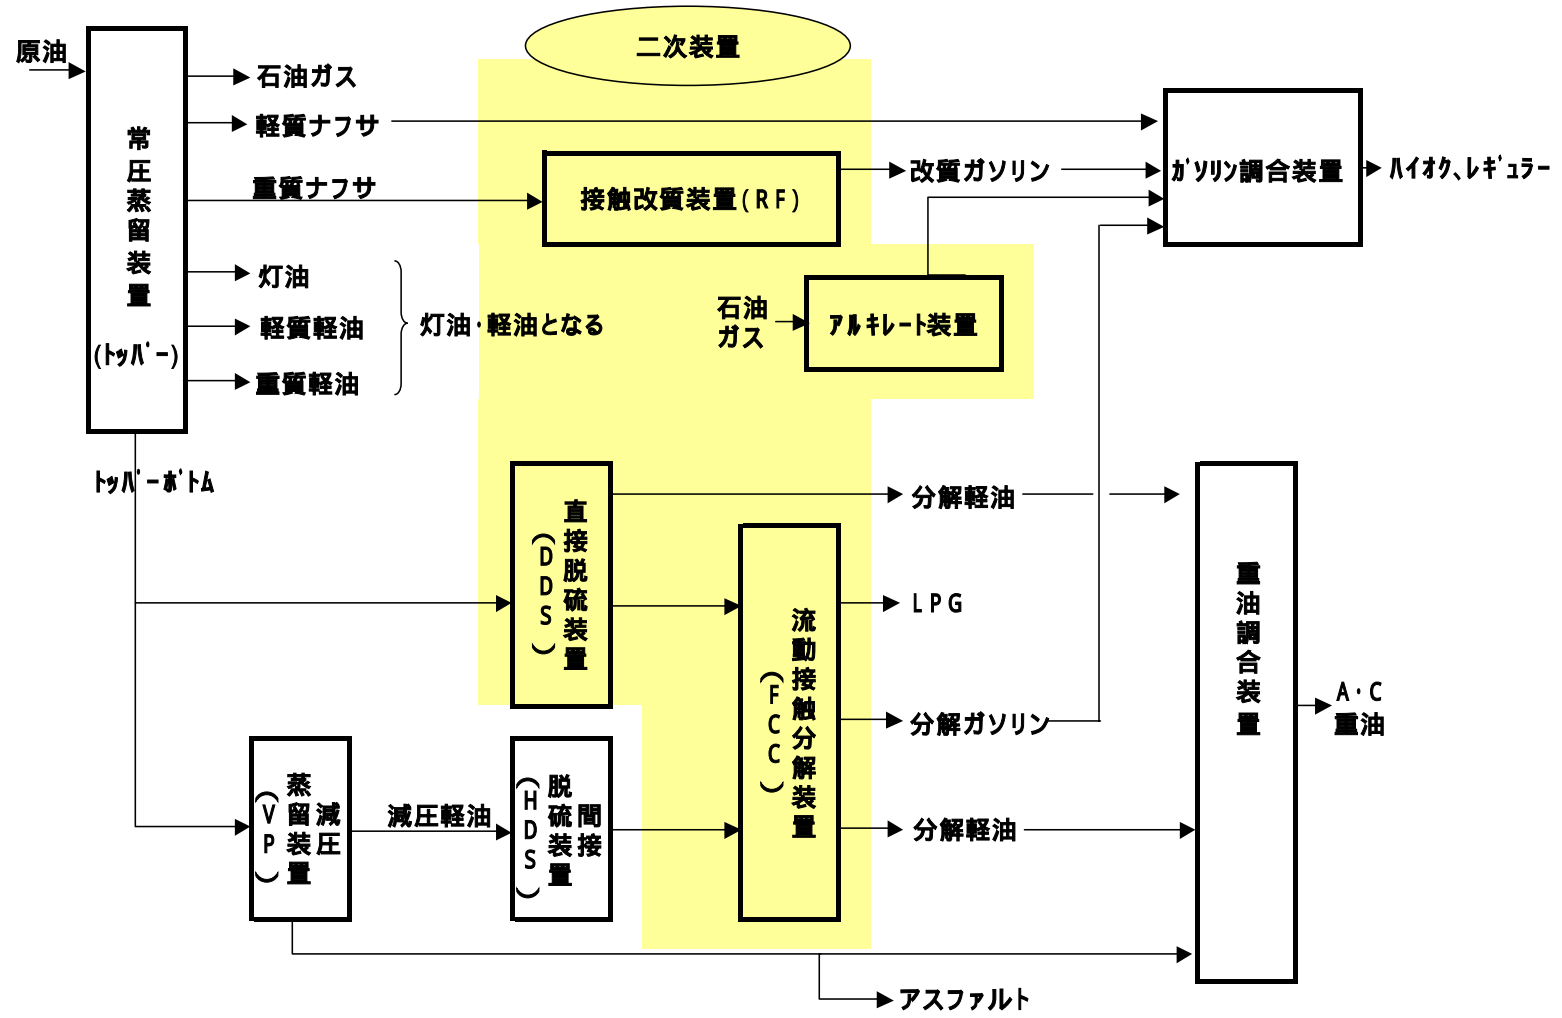 二次装置
原油
石油ガス
軽質ナフサ
重質ナフサ
灯油
軽質軽油
重質軽油
常圧蒸留装置
(ﾄｯﾊﾟｰ)
灯油・軽油となる
接触改質装置(RF)
改質ガソリン
ｶﾞｿﾘﾝ調合装置
ハイオク、レギュラー
石油
ガス
ｱﾙｷﾚｰﾄ装置
ﾄｯﾊﾟｰﾎﾞﾄﾑ
直接脱硫装置
(DDS)
分解軽油
流動接触分解装置
(FCC)
LPG
分解ガソリン
分解軽油
重油調合装置
A・C
重油
減圧
蒸留装置
(VP)
減圧軽油
間接
脱硫装置
(HDS)
アスファルト